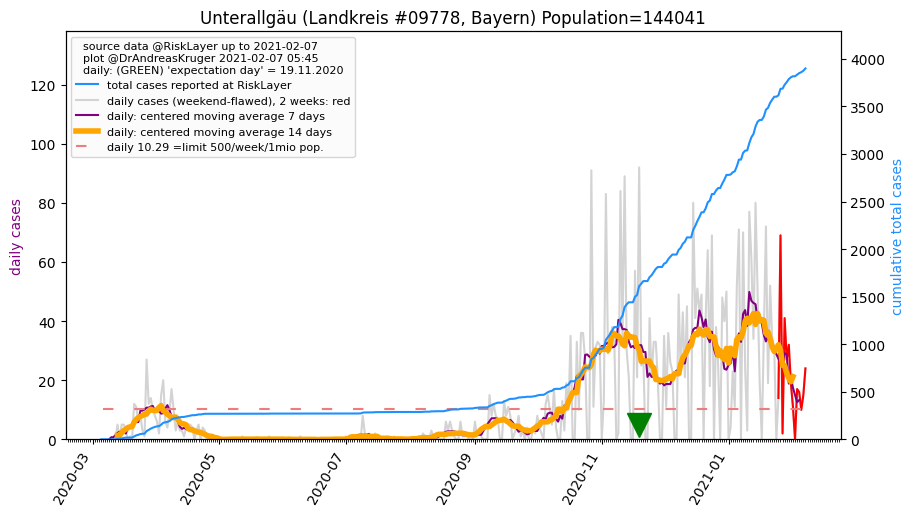 Unterallgäu (Landkreis #09778, Bayern) Population=144041
source data @RiskLayer up to 2021-02-07
plot @DrAndreasKruger 2021-02-07 05:45
daily: (GREEN) 'expectation day' = 19.11.2020
total cases reported at RiskLayer
daily cases (weekend-flawed), 2 weeks: red
daily: centered moving average 7 days
daily: centered moving average 14 days
daily 10.29 =limit 500/week/1mio pop.
daily cases
120
100
80
60
40
20
0
4000
3500
3000
2500
2000
1500
1000
500
0
cumulative total cases
2020-03
2020-05
2020-07
2020-09
2020-11
2021-01